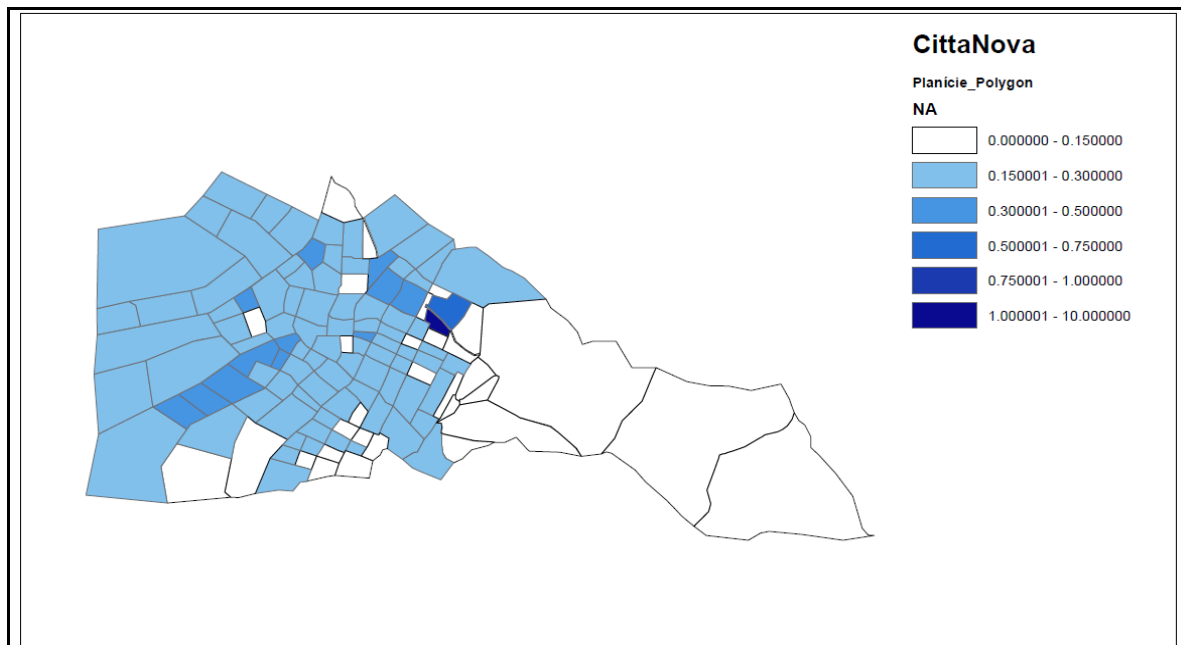 CittaNova
Planície_Polygon
NA
0.000000 - 0.150000
0.150001 - 0.300000
0.300001 - 0.500000
0.500001 - 0.750000
0.750001 - 1.000000
1.000001 - 10.000000